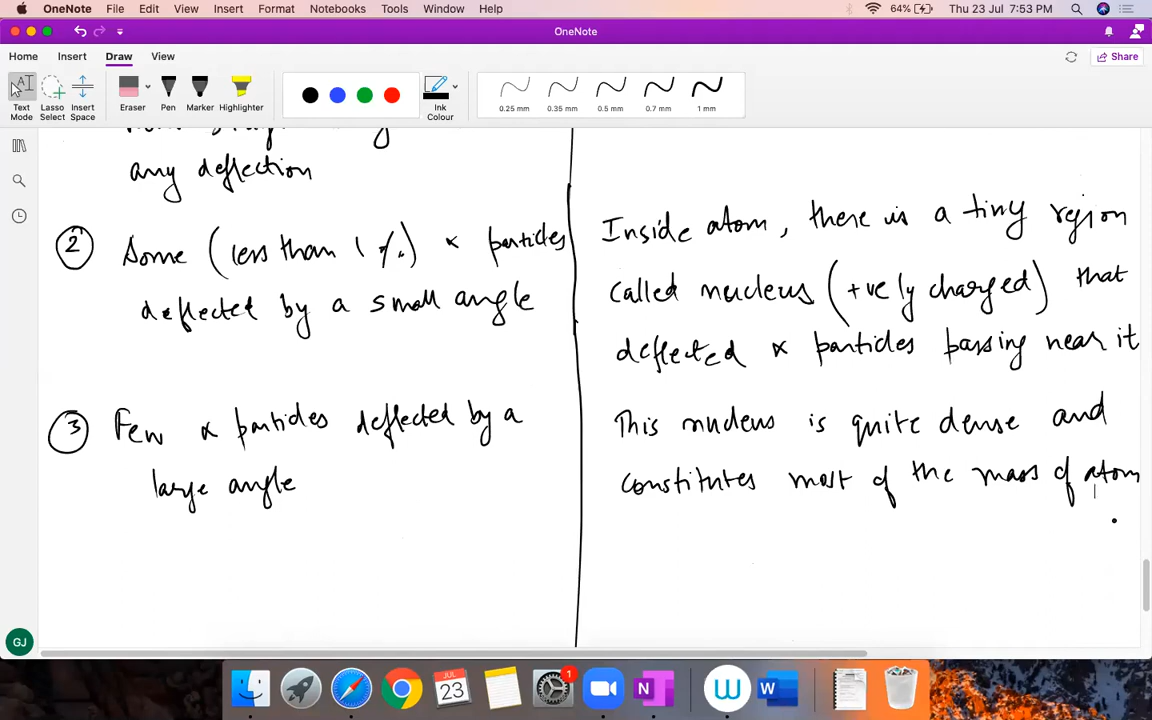 OneNote File Edit View Insert Format Notebooks Tools Window Help 64% Thu 23 Jul 7:53 PM
OneNote
Home Insert Draw View Share
Text Mode
Lasso Select
Insert Space
Eraser
Pen
Marker
Highlighter
Ink Colour
0.25 mm 0.35 mm 0.5 mm 0.7 mm 1 mm
any deflection
② Some (less than 1 %) α particles
deflected by a small angle
③ Few α particles deflected by a
large angle
Inside atom, there is a tiny region
called nucleus (+vely charged) that
deflected α particles passing near it
This nucleus is quite dense and
constitutes most of the mass of atom
GJ
JUL
23
1
N
W
W